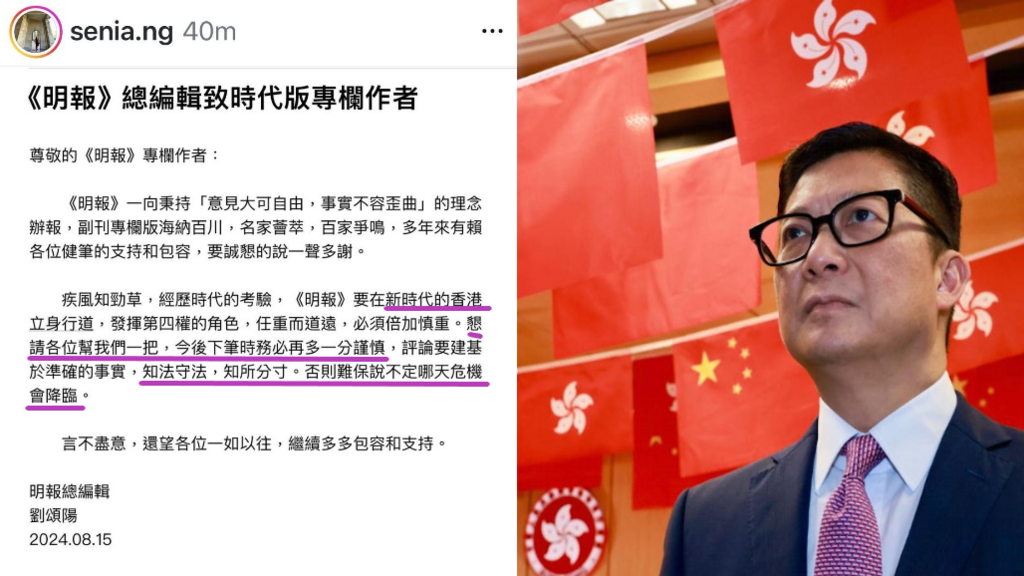 senia.ng 40m
《明報》總編輯致時代版專欄作者
尊敬的《明報》專欄作者：
《明報》一向秉持「意見大可自由，事實不容歪曲」的理念
辦報，副刊專欄版海納百川，名家薈萃，百家爭鳴，多年來有賴
各位健筆的支持和包容，要誠懇的說一聲多謝。
疾風知勁草，經歷時代的考驗，《明報》要在新時代的香港
立身行道，發揮第四權的角色，任重而道遠，必須倍加慎重。懇
請各位幫我們一把，今後下筆時務必再多一分謹慎，評論要建基
於準確的事實，知法守法，知所分寸。否則難保說不定哪天危機
會降臨。
言不盡意，還望各位一如以往，繼續多多包容和支持。
明報總編輯
劉頌陽
2024.08.15